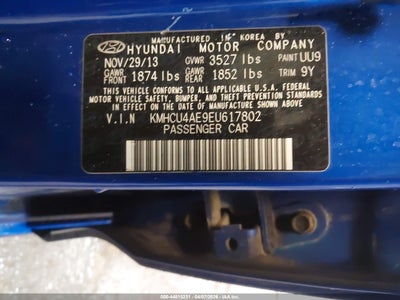 MANUFACTURED IN KOREA BY
HYUNDAI MOTOR COMPANY
NOV/29/13 GVWR 3527 lbs PAINT UU9
GAWR FRONT 1874 lbs GAWR REAR 1852 lbs TRIM 9Y
THIS VEHICLE CONFORMS TO ALL APPLICABLE U.S.A. FEDERAL
MOTOR VEHICLE SAFETY, BUMPER, AND THEFT PREVENTION
STANDARDS IN EFFECT ON THE DATE OF MANUFACTURE SHOWN ABOVE.
V.I.N KMHCU4AE9EU617802
PASSENGER CAR